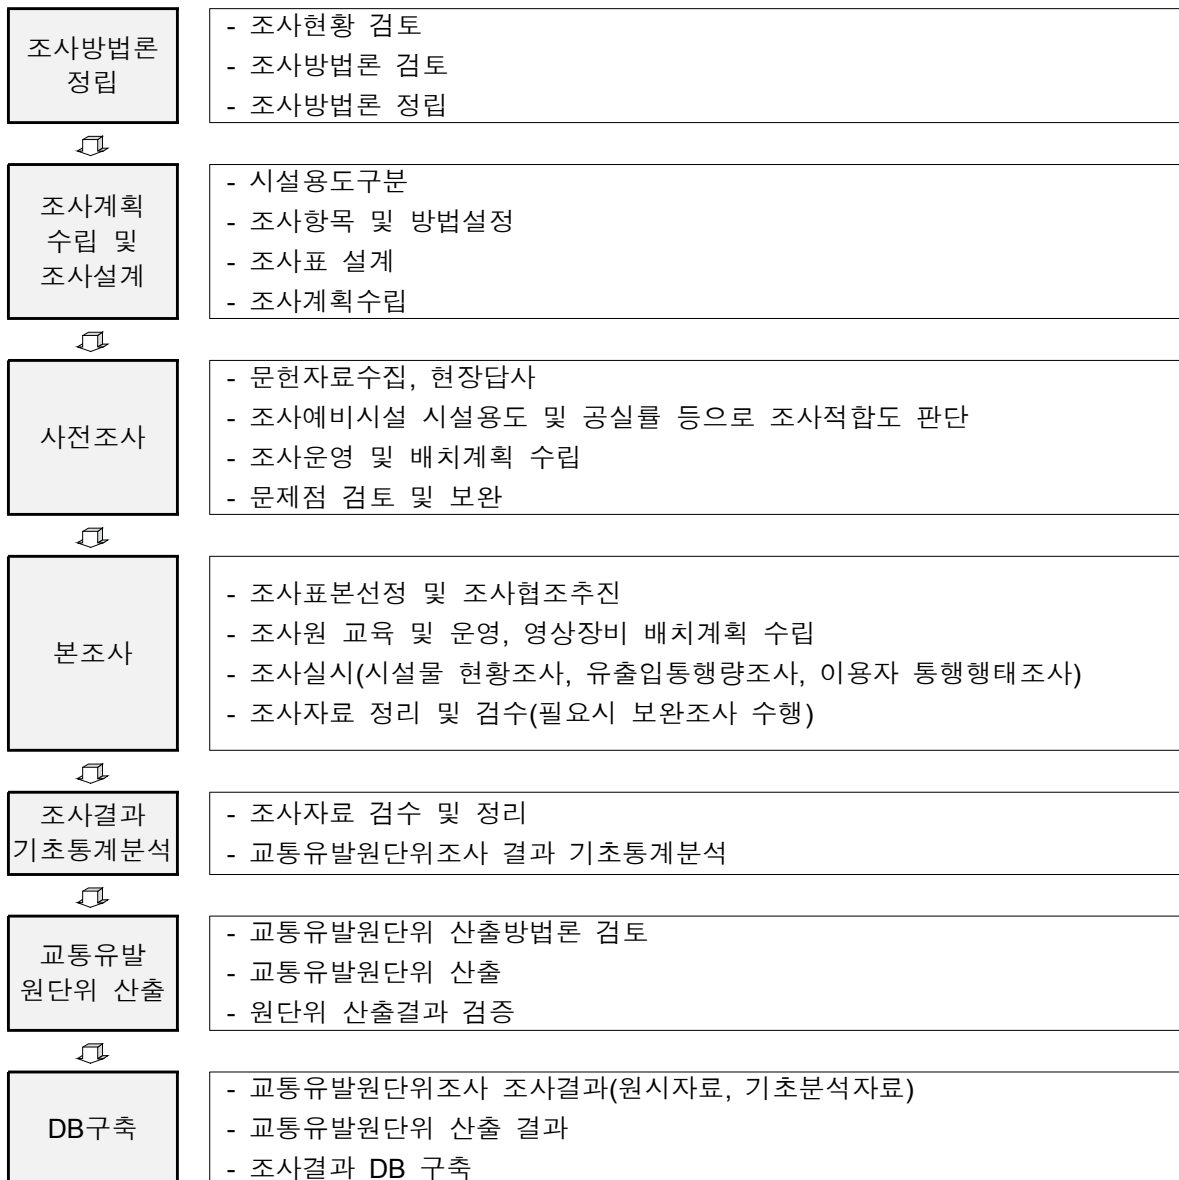 조사방법론
정립
- 조사현황 검토
- 조사방법론 검토
- 조사방법론 정립
조사계획
수립 및
조사설계
- 시설용도구분
- 조사항목 및 방법설정
- 조사표 설계
- 조사계획수립
사전조사
- 문헌자료수집, 현장답사
- 조사예비시설 시설용도 및 공실률 등으로 조사적합도 판단
- 조사운영 및 배치계획 수립
- 문제점 검토 및 보완
본조사
- 조사표본선정 및 조사협조추진
- 조사원 교육 및 운영, 영상장비 배치계획 수립
- 조사실시(시설물 현황조사, 유출입통행량조사, 이용자 통행행태조사)
- 조사자료 정리 및 검수(필요시 보완조사 수행)
조사결과
기초통계분석
- 조사자료 검수 및 정리
- 교통유발원단위조사 결과 기초통계분석
교통유발
원단위 산출
- 교통유발원단위 산출방법론 검토
- 교통유발원단위 산출
- 원단위 산출결과 검증
DB구축
- 교통유발원단위조사 조사결과(원시자료, 기초분석자료)
- 교통유발원단위 산출 결과
- 조사결과 DB 구축